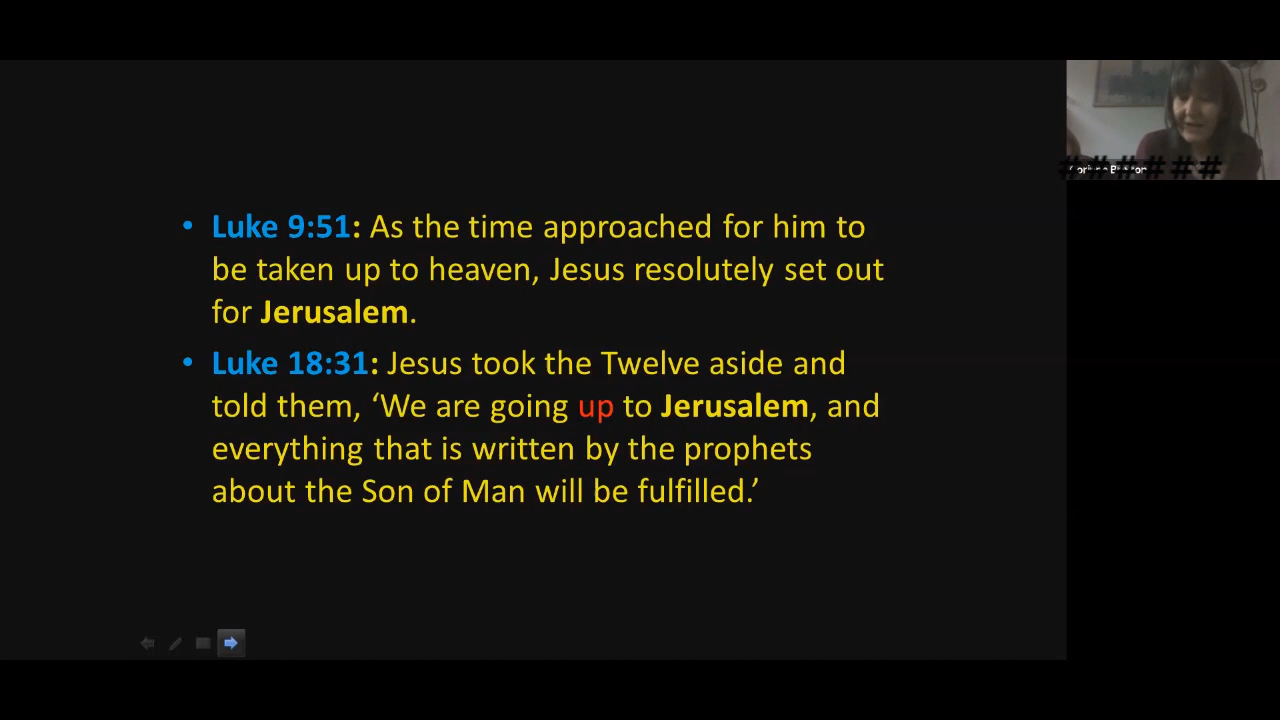 • Luke 9:51: As the time approached for him to
be taken up to heaven, Jesus resolutely set out
for Jerusalem.
• Luke 18:31: Jesus took the Twelve aside and
told them, ‘We are going up to Jerusalem, and
everything that is written by the prophets
about the Son of Man will be fulfilled.’
######